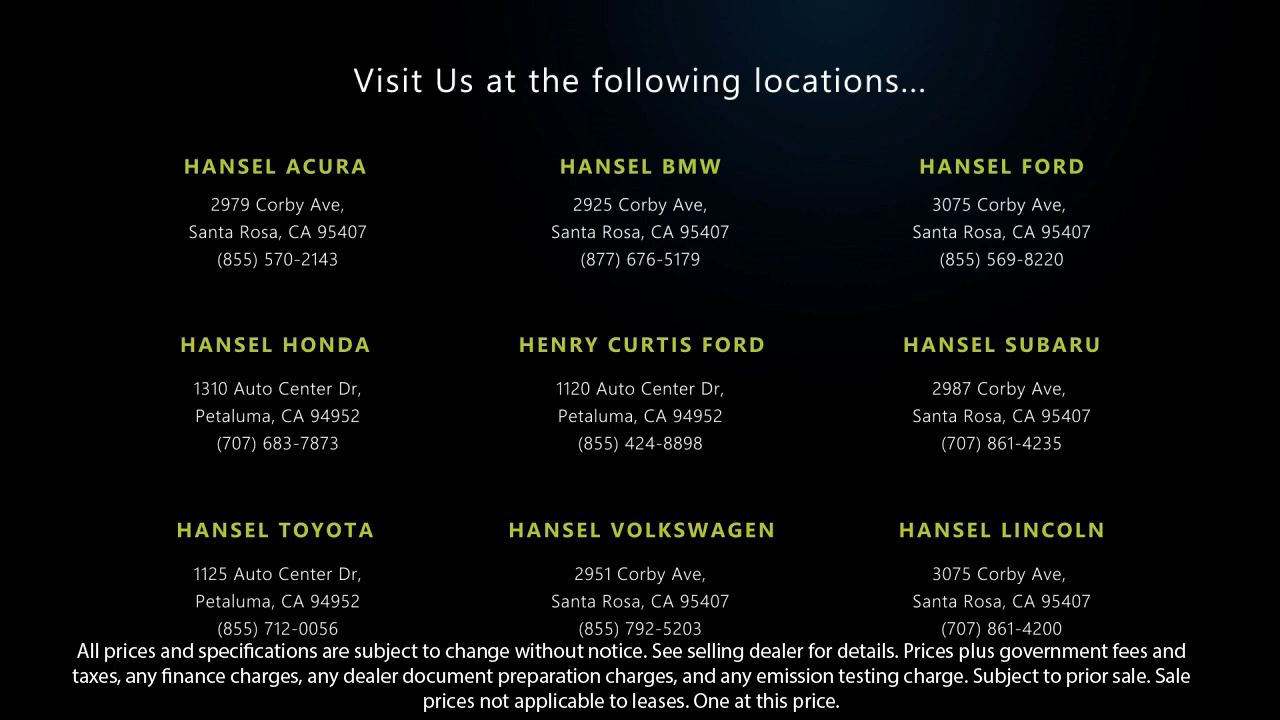 Visit Us at the following locations...
HANSEL ACURA
2979 Corby Ave,
Santa Rosa, CA 95407
(855) 570-2143
HANSEL BMW
2925 Corby Ave,
Santa Rosa, CA 95407
(877) 676-5179
HANSEL FORD
3075 Corby Ave,
Santa Rosa, CA 95407
(855) 569-8220
HANSEL HONDA
1310 Auto Center Dr,
Petaluma, CA 94952
(707) 683-7873
HENRY CURTIS FORD
1120 Auto Center Dr,
Petaluma, CA 94952
(855) 424-8898
HANSEL SUBARU
2987 Corby Ave,
Santa Rosa, CA 95407
(707) 861-4235
HANSEL TOYOTA
1125 Auto Center Dr,
Petaluma, CA 94952
(855) 712-0056
HANSEL VOLKSWAGEN
2951 Corby Ave,
Santa Rosa, CA 95407
(855) 792-5203
HANSEL LINCOLN
3075 Corby Ave,
Santa Rosa, CA 95407
(707) 861-4200
All prices and specifications are subject to change without notice. See selling dealer for details. Prices plus government fees and
taxes, any finance charges, any dealer document preparation charges, and any emission testing charge. Subject to prior sale. Sale
prices not applicable to leases. One at this price.